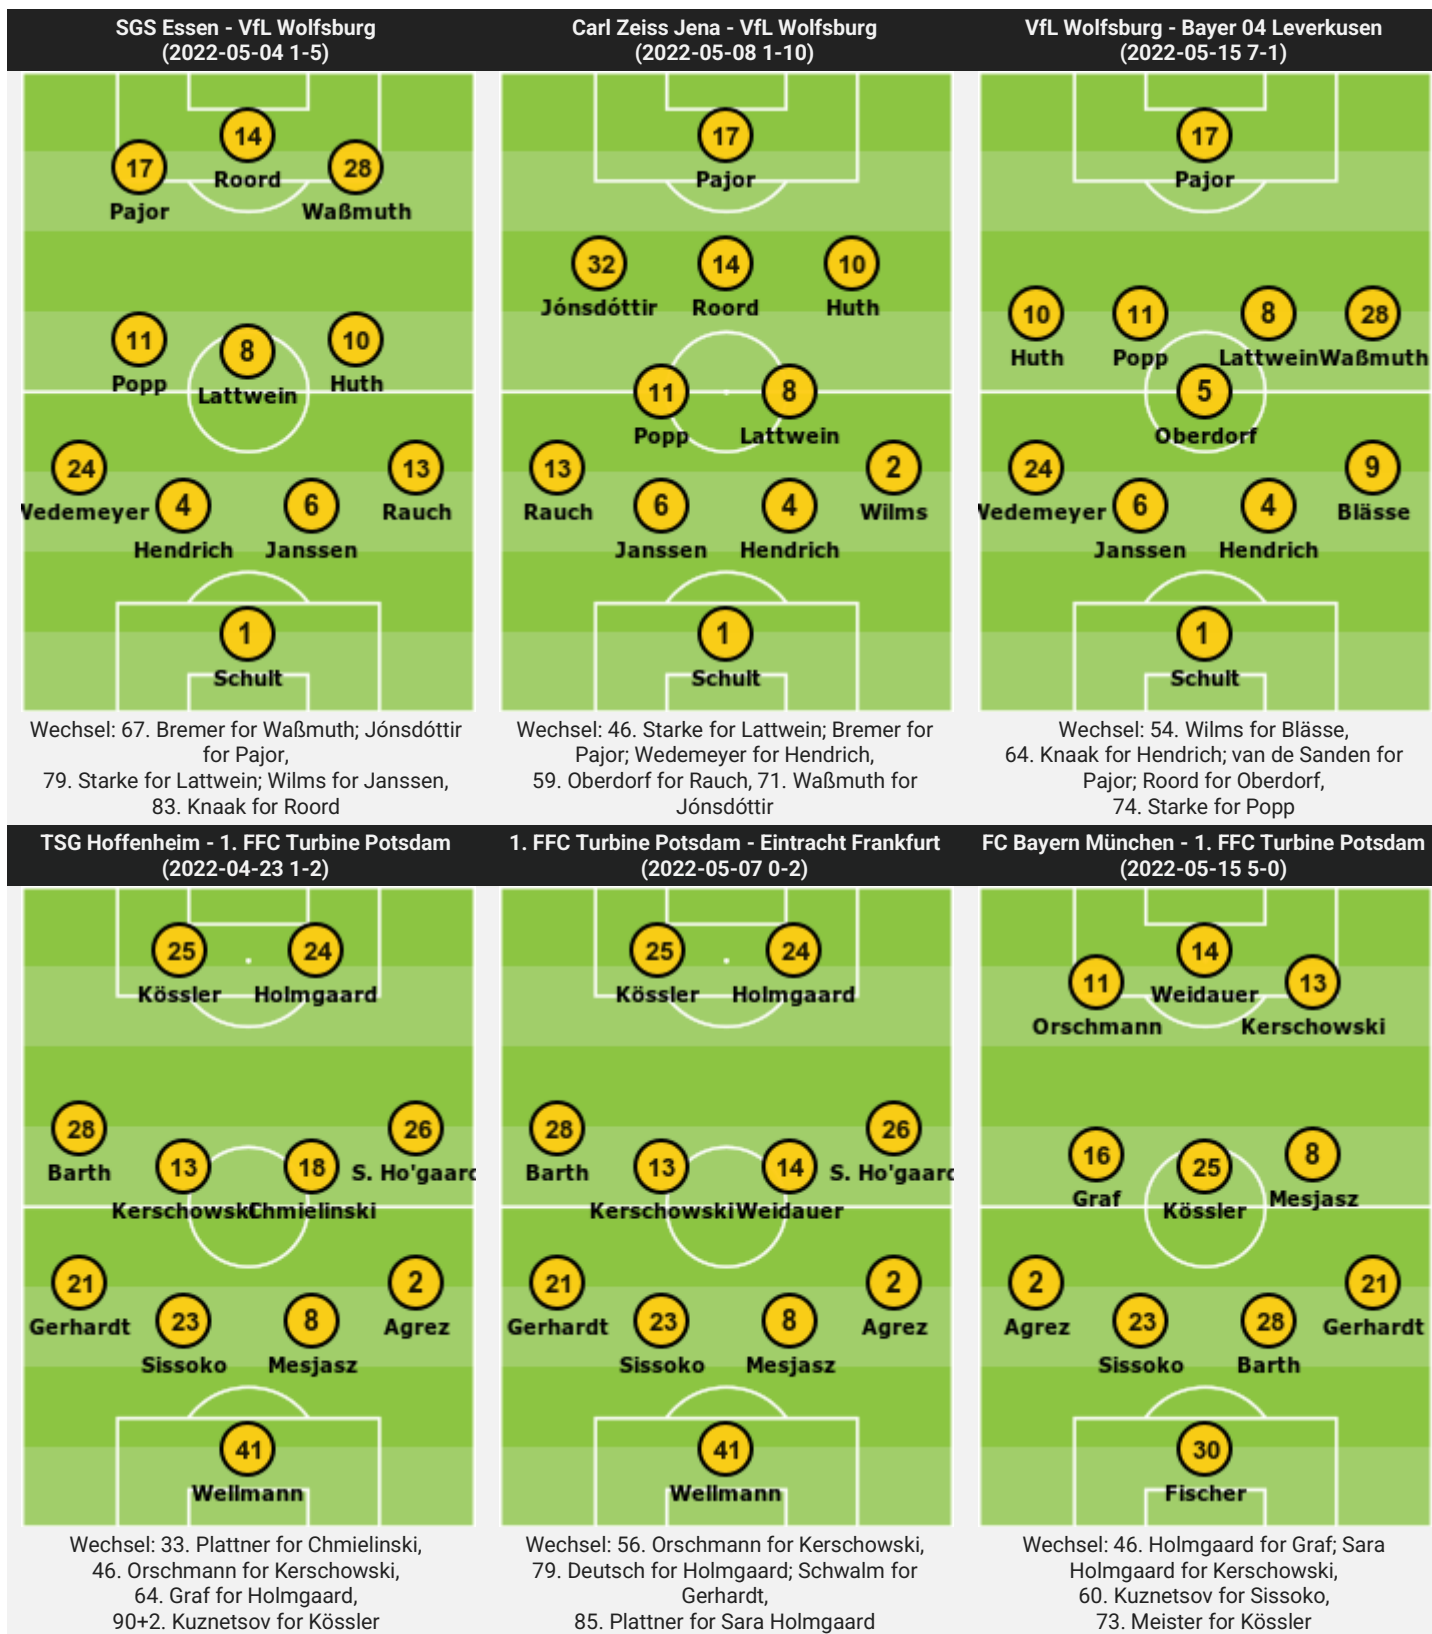 SGS Essen - VfL Wolfsburg
(2022-05-04 1-5)
14
17
28
Roord
Pajor
Waßmuth
11
8
10
Popp
Lattwein
Huth
24
13
4
6
Wedemeyer
Rauch
Hendrich
Janssen
1
Schult
Wechsel: 67. Bremer for Waßmuth; Jónsdóttir
for Pajor,
79. Starke for Lattwein; Wilms for Janssen,
83. Knaak for Roord
Carl Zeiss Jena - VfL Wolfsburg
(2022-05-08 1-10)
17
Pajor
32
14
10
Jónsdóttir
Roord
Huth
11
8
Popp
Lattwein
13
2
6
4
Rauch
Wilms
Janssen
Hendrich
1
Schult
Wechsel: 46. Starke for Lattwein; Bremer for
Pajor; Wedemeyer for Hendrich,
59. Oberdorf for Rauch, 71. Waßmuth for
Jónsdóttir
VfL Wolfsburg - Bayer 04 Leverkusen
(2022-05-15 7-1)
17
Pajor
10
11
8
28
Huth
Popp
Lattwein
Waßmuth
5
Oberdorf
24
9
6
4
Wedemeyer
Blässe
Janssen
Hendrich
1
Schult
Wechsel: 54. Wilms for Blässe,
64. Knaak for Hendrich; van de Sanden for
Pajor; Roord for Oberdorf,
74. Starke for Popp
TSG Hoffenheim - 1. FFC Turbine Potsdam
(2022-04-23 1-2)
25
24
Kössler
Holmgaard
28
26
13
18
Barth
S. Ho'gaard
Kerschowski
Chmielinski
21
2
23
8
Gerhardt
Agrez
Sissoko
Mesjasz
41
Wellmann
Wechsel: 33. Plattner for Chmielinski,
46. Orschmann for Kerschowski,
64. Graf for Holmgaard,
90+2. Kuznetsov for Kössler
1. FFC Turbine Potsdam - Eintracht Frankfurt
(2022-05-07 0-2)
25
24
Kössler
Holmgaard
28
26
13
14
Barth
S. Ho'gaard
Kerschowski
Weidauer
21
2
23
8
Gerhardt
Agrez
Sissoko
Mesjasz
41
Wellmann
Wechsel: 56. Orschmann for Kerschowski,
79. Deutsch for Holmgaard; Schwalm for
Gerhardt,
85. Plattner for Sara Holmgaard
FC Bayern München - 1. FFC Turbine Potsdam
(2022-05-15 5-0)
14
11
13
Weidauer
Orschmann
Kerschowski
16
25
8
Graf
Kössler
Mesjasz
2
21
23
28
Agrez
Gerhardt
Sissoko
Barth
30
Fischer
Wechsel: 46. Holmgaard for Graf; Sara
Holmgaard for Kerschowski,
60. Kuznetsov for Sissoko,
73. Meister for Kössler